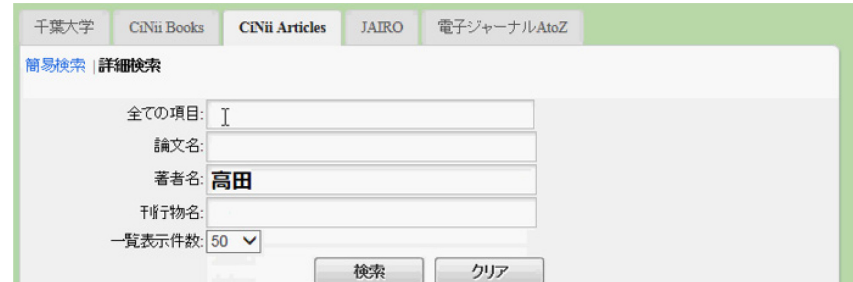 千葉大学 CiNii Books CiNii Articles JAIRO 電子ジャーナルAtoZ
簡易検索 | 詳細検索
全ての項目:
論文名:
著者名: 高田
刊行物名:
一覧表示件数: 50
検索 クリア